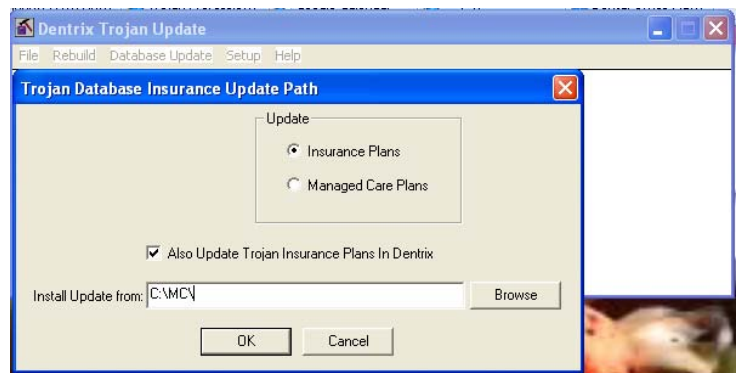 Dentrix Trojan Update
File Rebuild Database Update Setup Help
Trojan Database Insurance Update Path
Update
Insurance Plans
Managed Care Plans
Also Update Trojan Insurance Plans In Dentrix
Install Update from: C:\MC\ Browse
OK Cancel